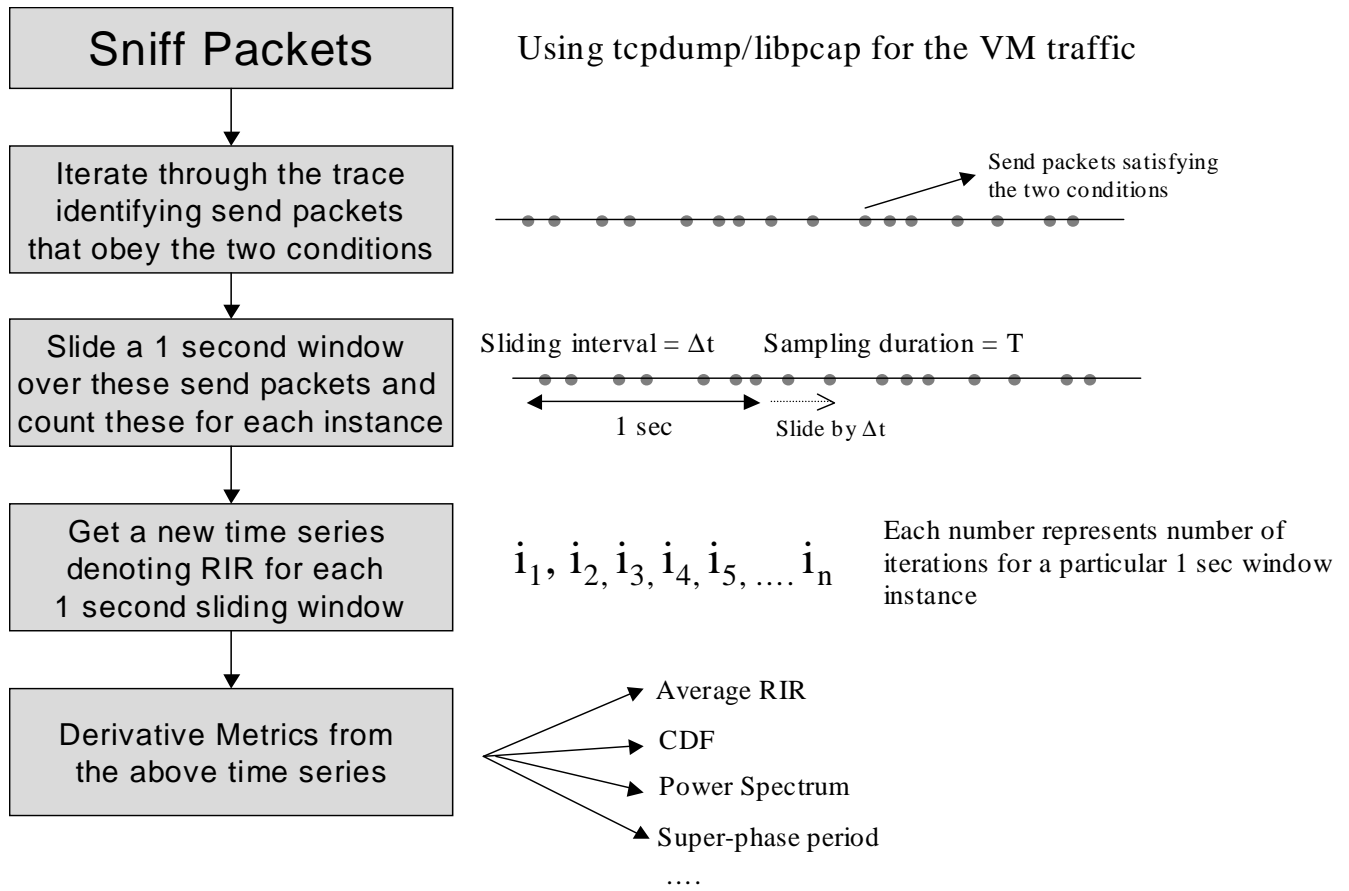 Sniff Packets
Using tcpdump/libpcap for the VM traffic
Iterate through the trace
identifying send packets
that obey the two conditions
Send packets satisfying
the two conditions
Slide a 1 second window
over these send packets and
count these for each instance
Sliding interval = Δt
Sampling duration = T
1 sec
Slide by Δt
Get a new time series
denoting RIR for each
1 second sliding window
i₁, i₂, i₃, i₄, i₅, .... iₙ
Each number represents number of
iterations for a particular 1 sec window
instance
Derivative Metrics from
the above time series
Average RIR
CDF
Power Spectrum
Super-phase period
....